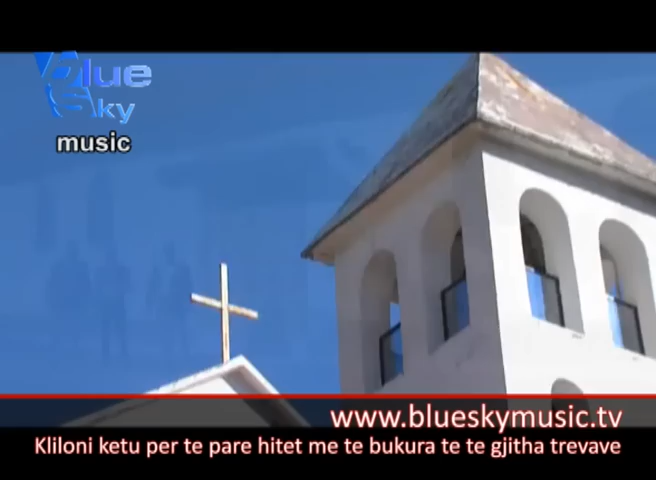 Blue
Sky
music
www.blueskymusic.tv
Kliloni ketu per te pare hitet me te bukura te te gjitha trevave